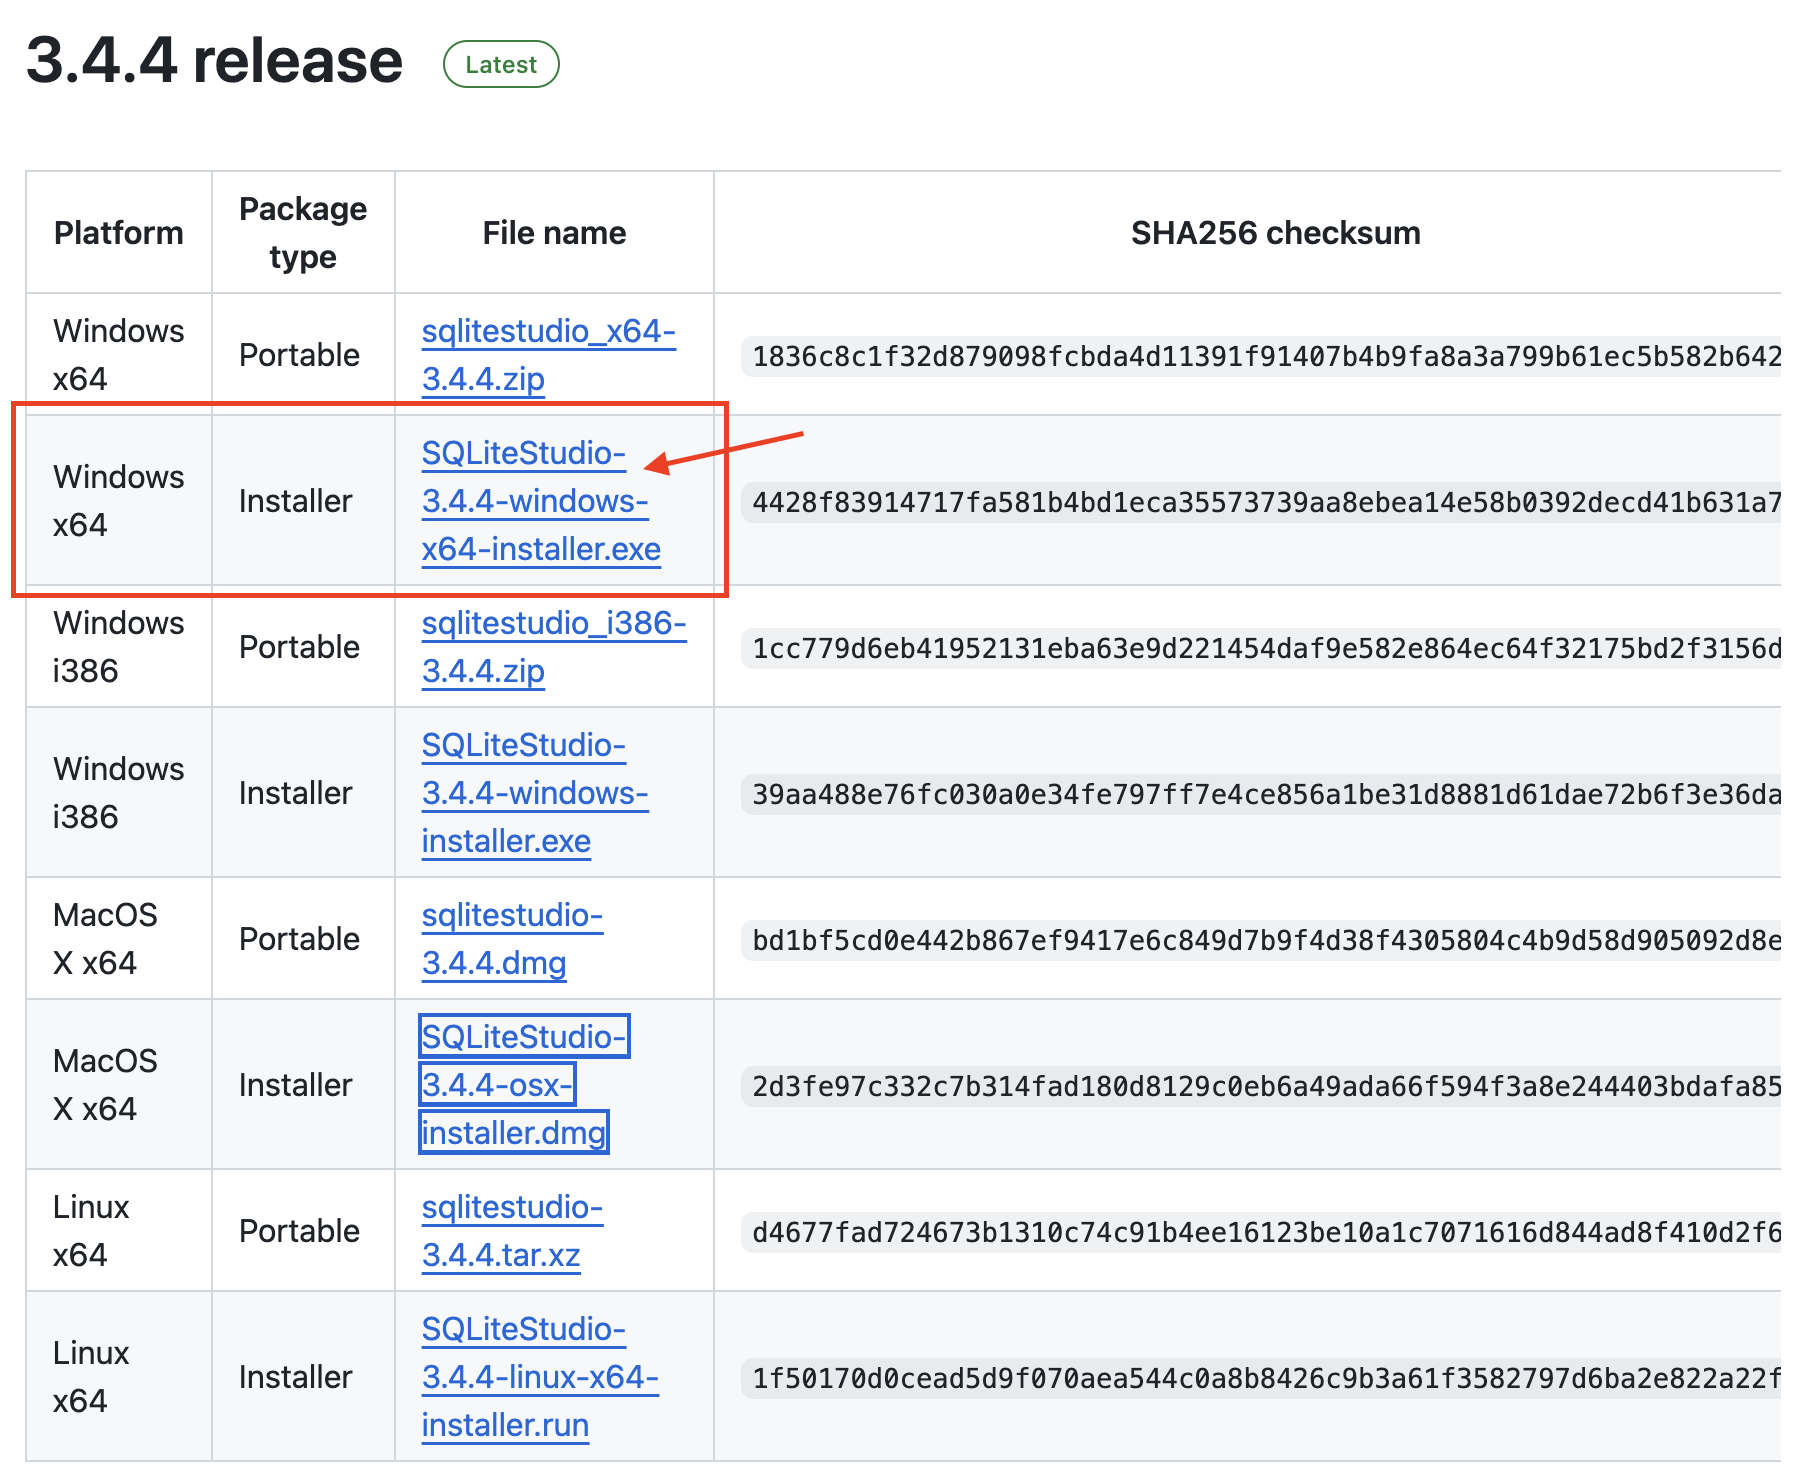 3.4.4 release Latest
Platform
Package
type
File name
SHA256 checksum
Windows
x64
Portable
sqlitestudio_x64-
3.4.4.zip
1836c8c1f32d879098fcbda4d11391f91407b4b9fa8a3a799b61ec5b582b642
Windows
x64
Installer
SQLiteStudio-
3.4.4-windows-
x64-installer.exe
4428f83914717fa581b4bd1eca35573739aa8ebea14e58b0392decd41b631a7
Windows
i386
Portable
sqlitestudio_i386-
3.4.4.zip
1cc779d6eb41952131eba63e9d221454daf9e582e864ec64f32175bd2f3156d
Windows
i386
Installer
SQLiteStudio-
3.4.4-windows-
installer.exe
39aa488e76fc030a0e34fe797ff7e4ce856a1be31d8881d61dae72b6f3e36da
MacOS
X x64
Portable
sqlitestudio-
3.4.4.dmg
bd1bf5cd0e442b867ef9417e6c849d7b9f4d38f4305804c4b9d58d905092d8e
MacOS
X x64
Installer
SQLiteStudio-
3.4.4-osx-
installer.dmg
2d3fe97c332c7b314fad180d8129c0eb6a49ada66f594f3a8e244403bdafa85
Linux
x64
Portable
sqlitestudio-
3.4.4.tar.xz
d4677fad724673b1310c74c91b4ee16123be10a1c7071616d844ad8f410d2f6
Linux
x64
Installer
SQLiteStudio-
3.4.4-linux-x64-
installer.run
1f50170d0cead5d9f070aea544c0a8b8426c9b3a61f3582797d6ba2e822a22f